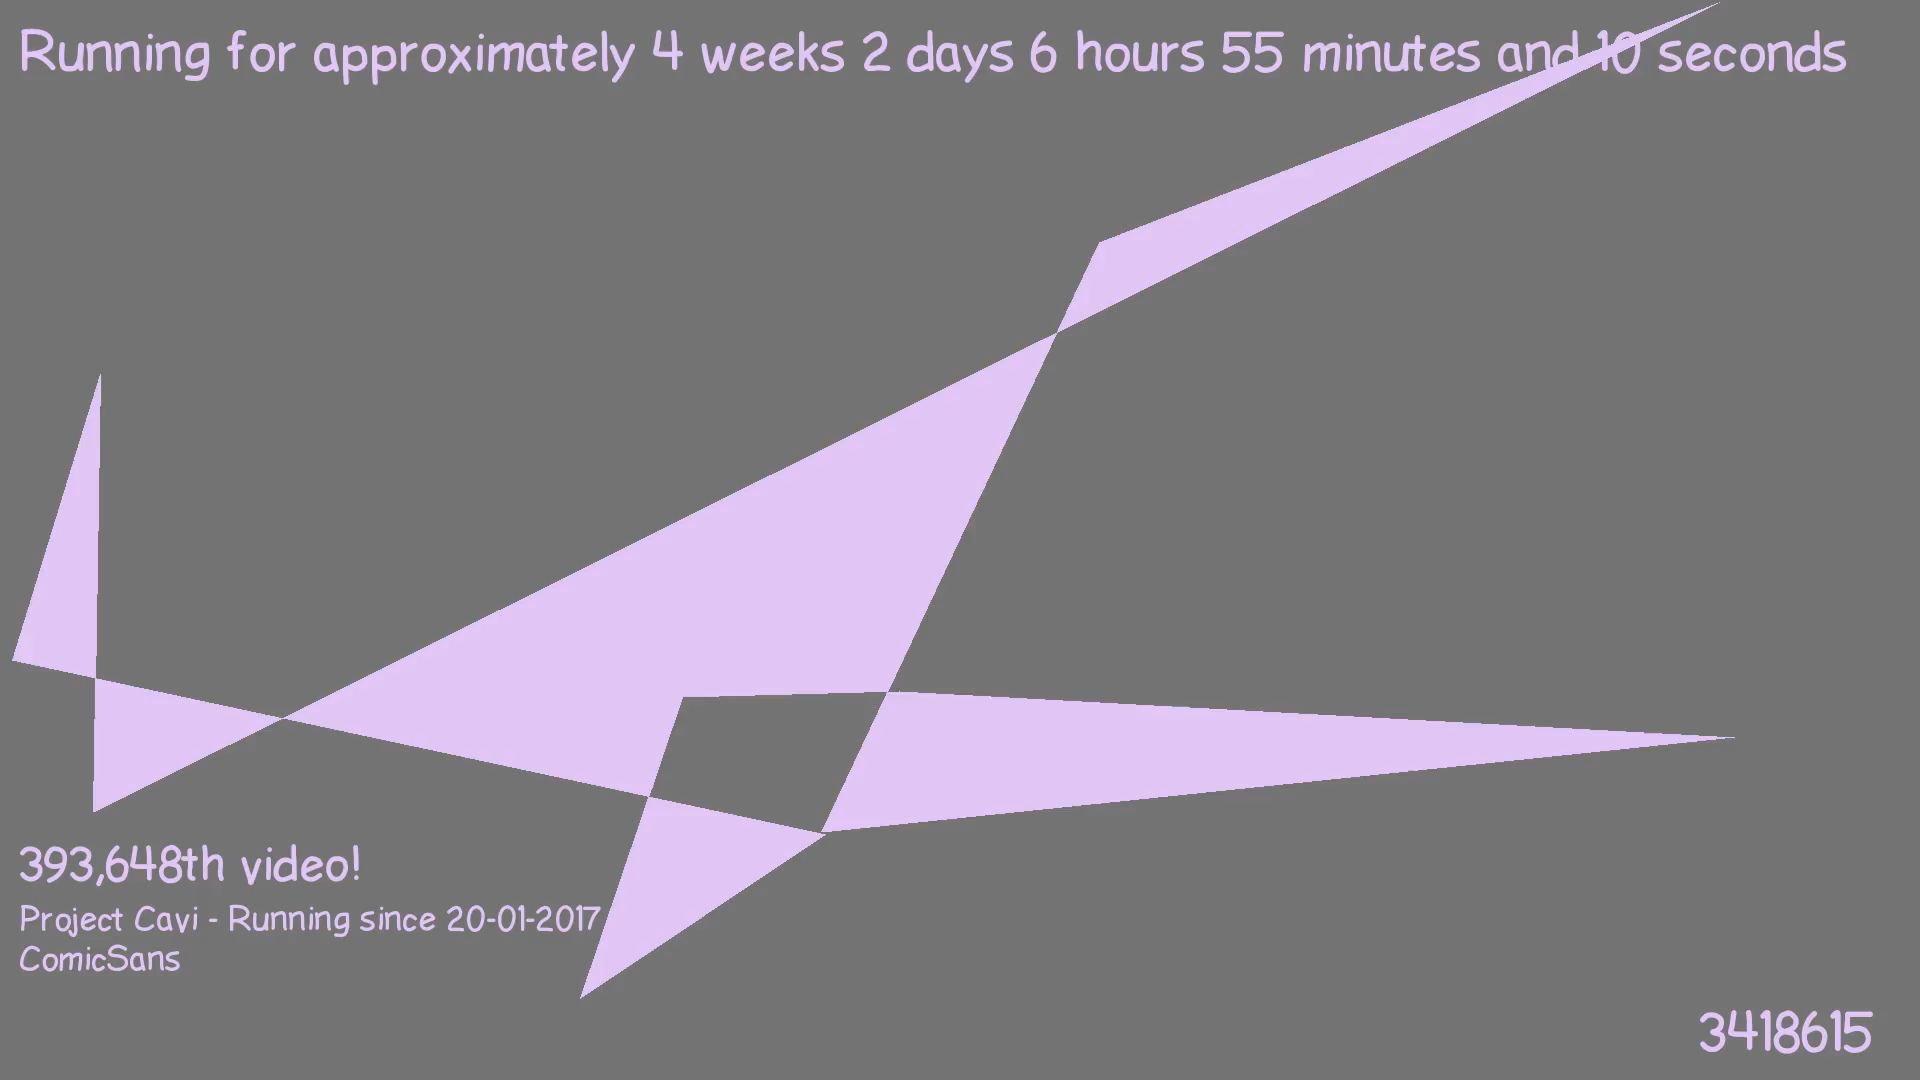 Running for approximately 4 weeks 2 days 6 hours 55 minutes and 10 seconds
393,648th video!
Project Cavi - Running since 20-01-2017
ComicSans
3418615